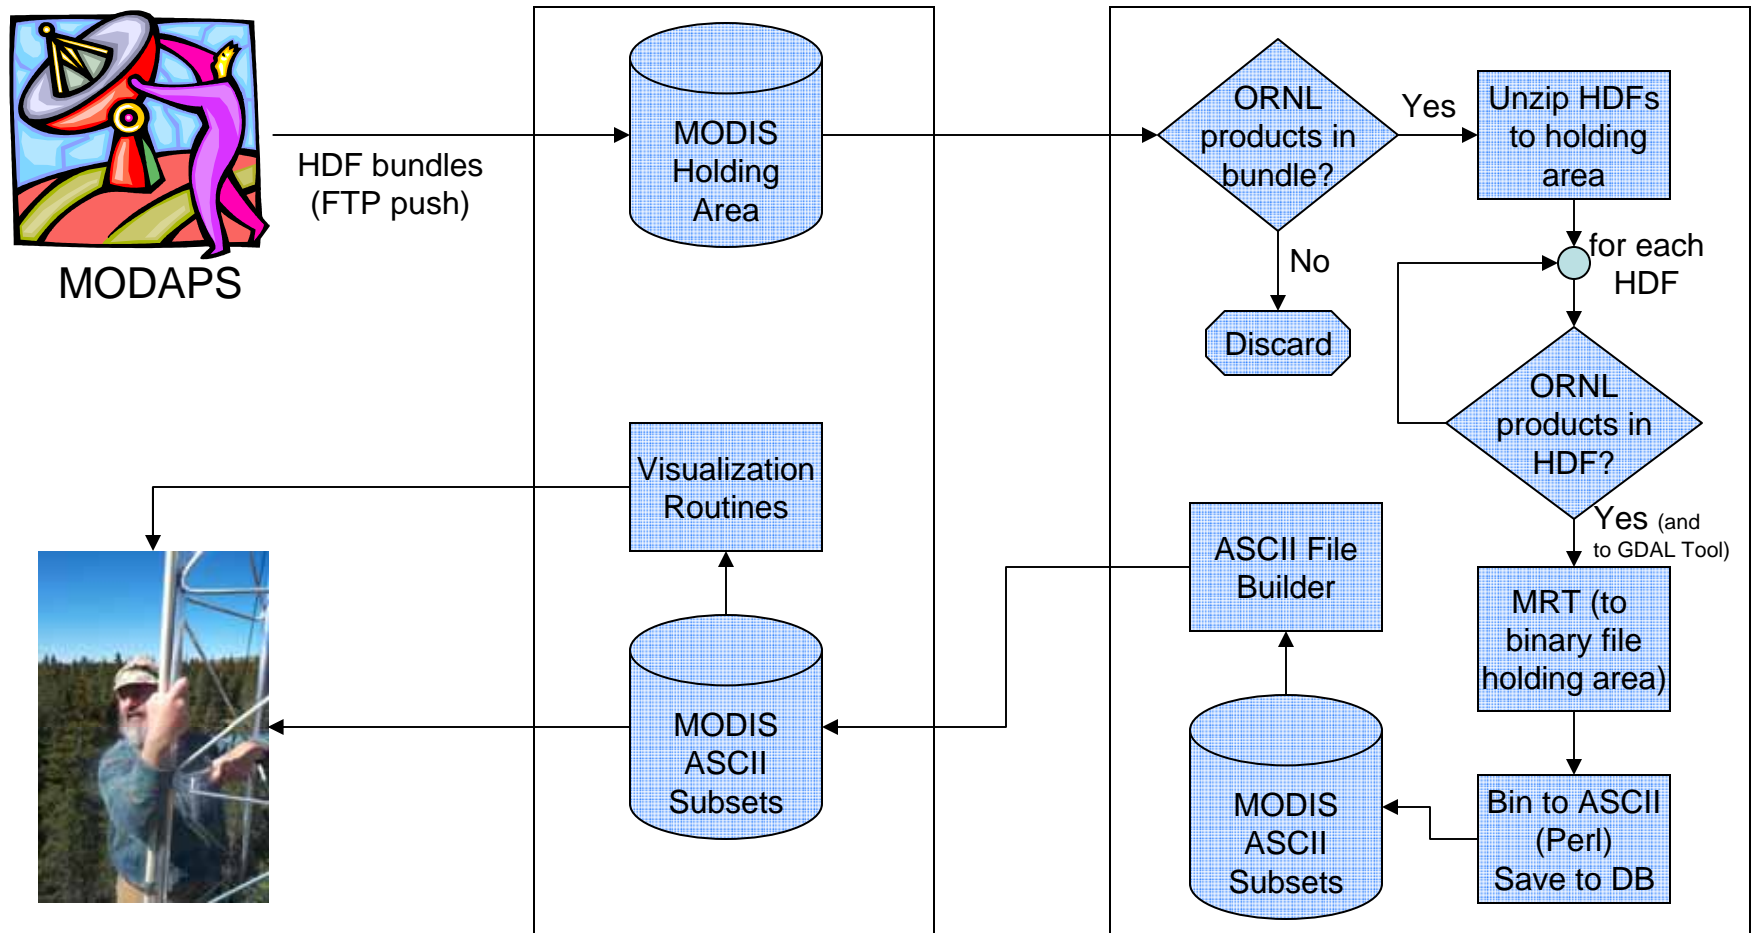 MODAPS
HDF bundles
(FTP push)
MODIS
Holding
Area
ORNL
products in
bundle?
Yes
Unzip HDFs
to holding
area
No
Discard
for each
HDF
ORNL
products in
HDF?
Yes (and
to GDAL Tool)
MRT (to
binary file
holding area)
Bin to ASCII
(Perl)
Save to DB
MODIS
ASCII
Subsets
ASCII File
Builder
MODIS
ASCII
Subsets
Visualization
Routines